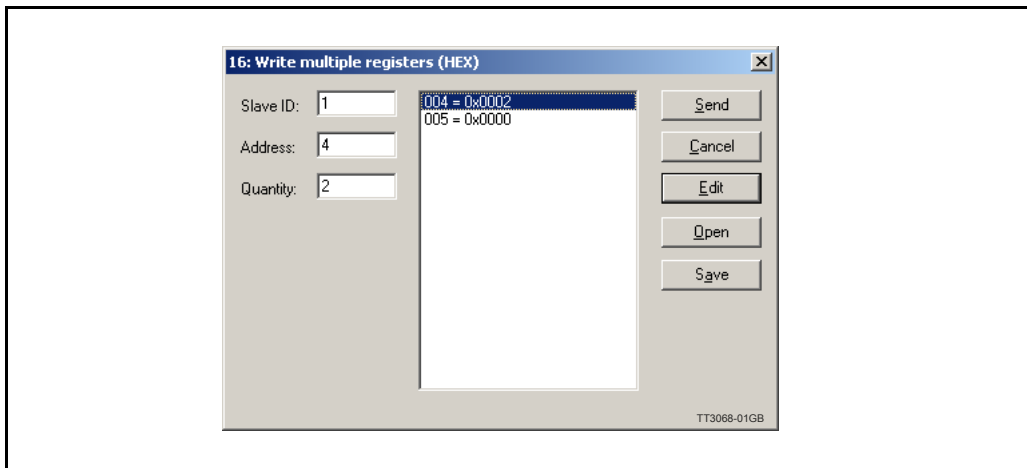 16: Write multiple registers (HEX)
Slave ID: 1
Address: 4
Quantity: 2
004 = 0x0002
005 = 0x0000
Send
Cancel
Edit
Open
Save
TT3068-01GB